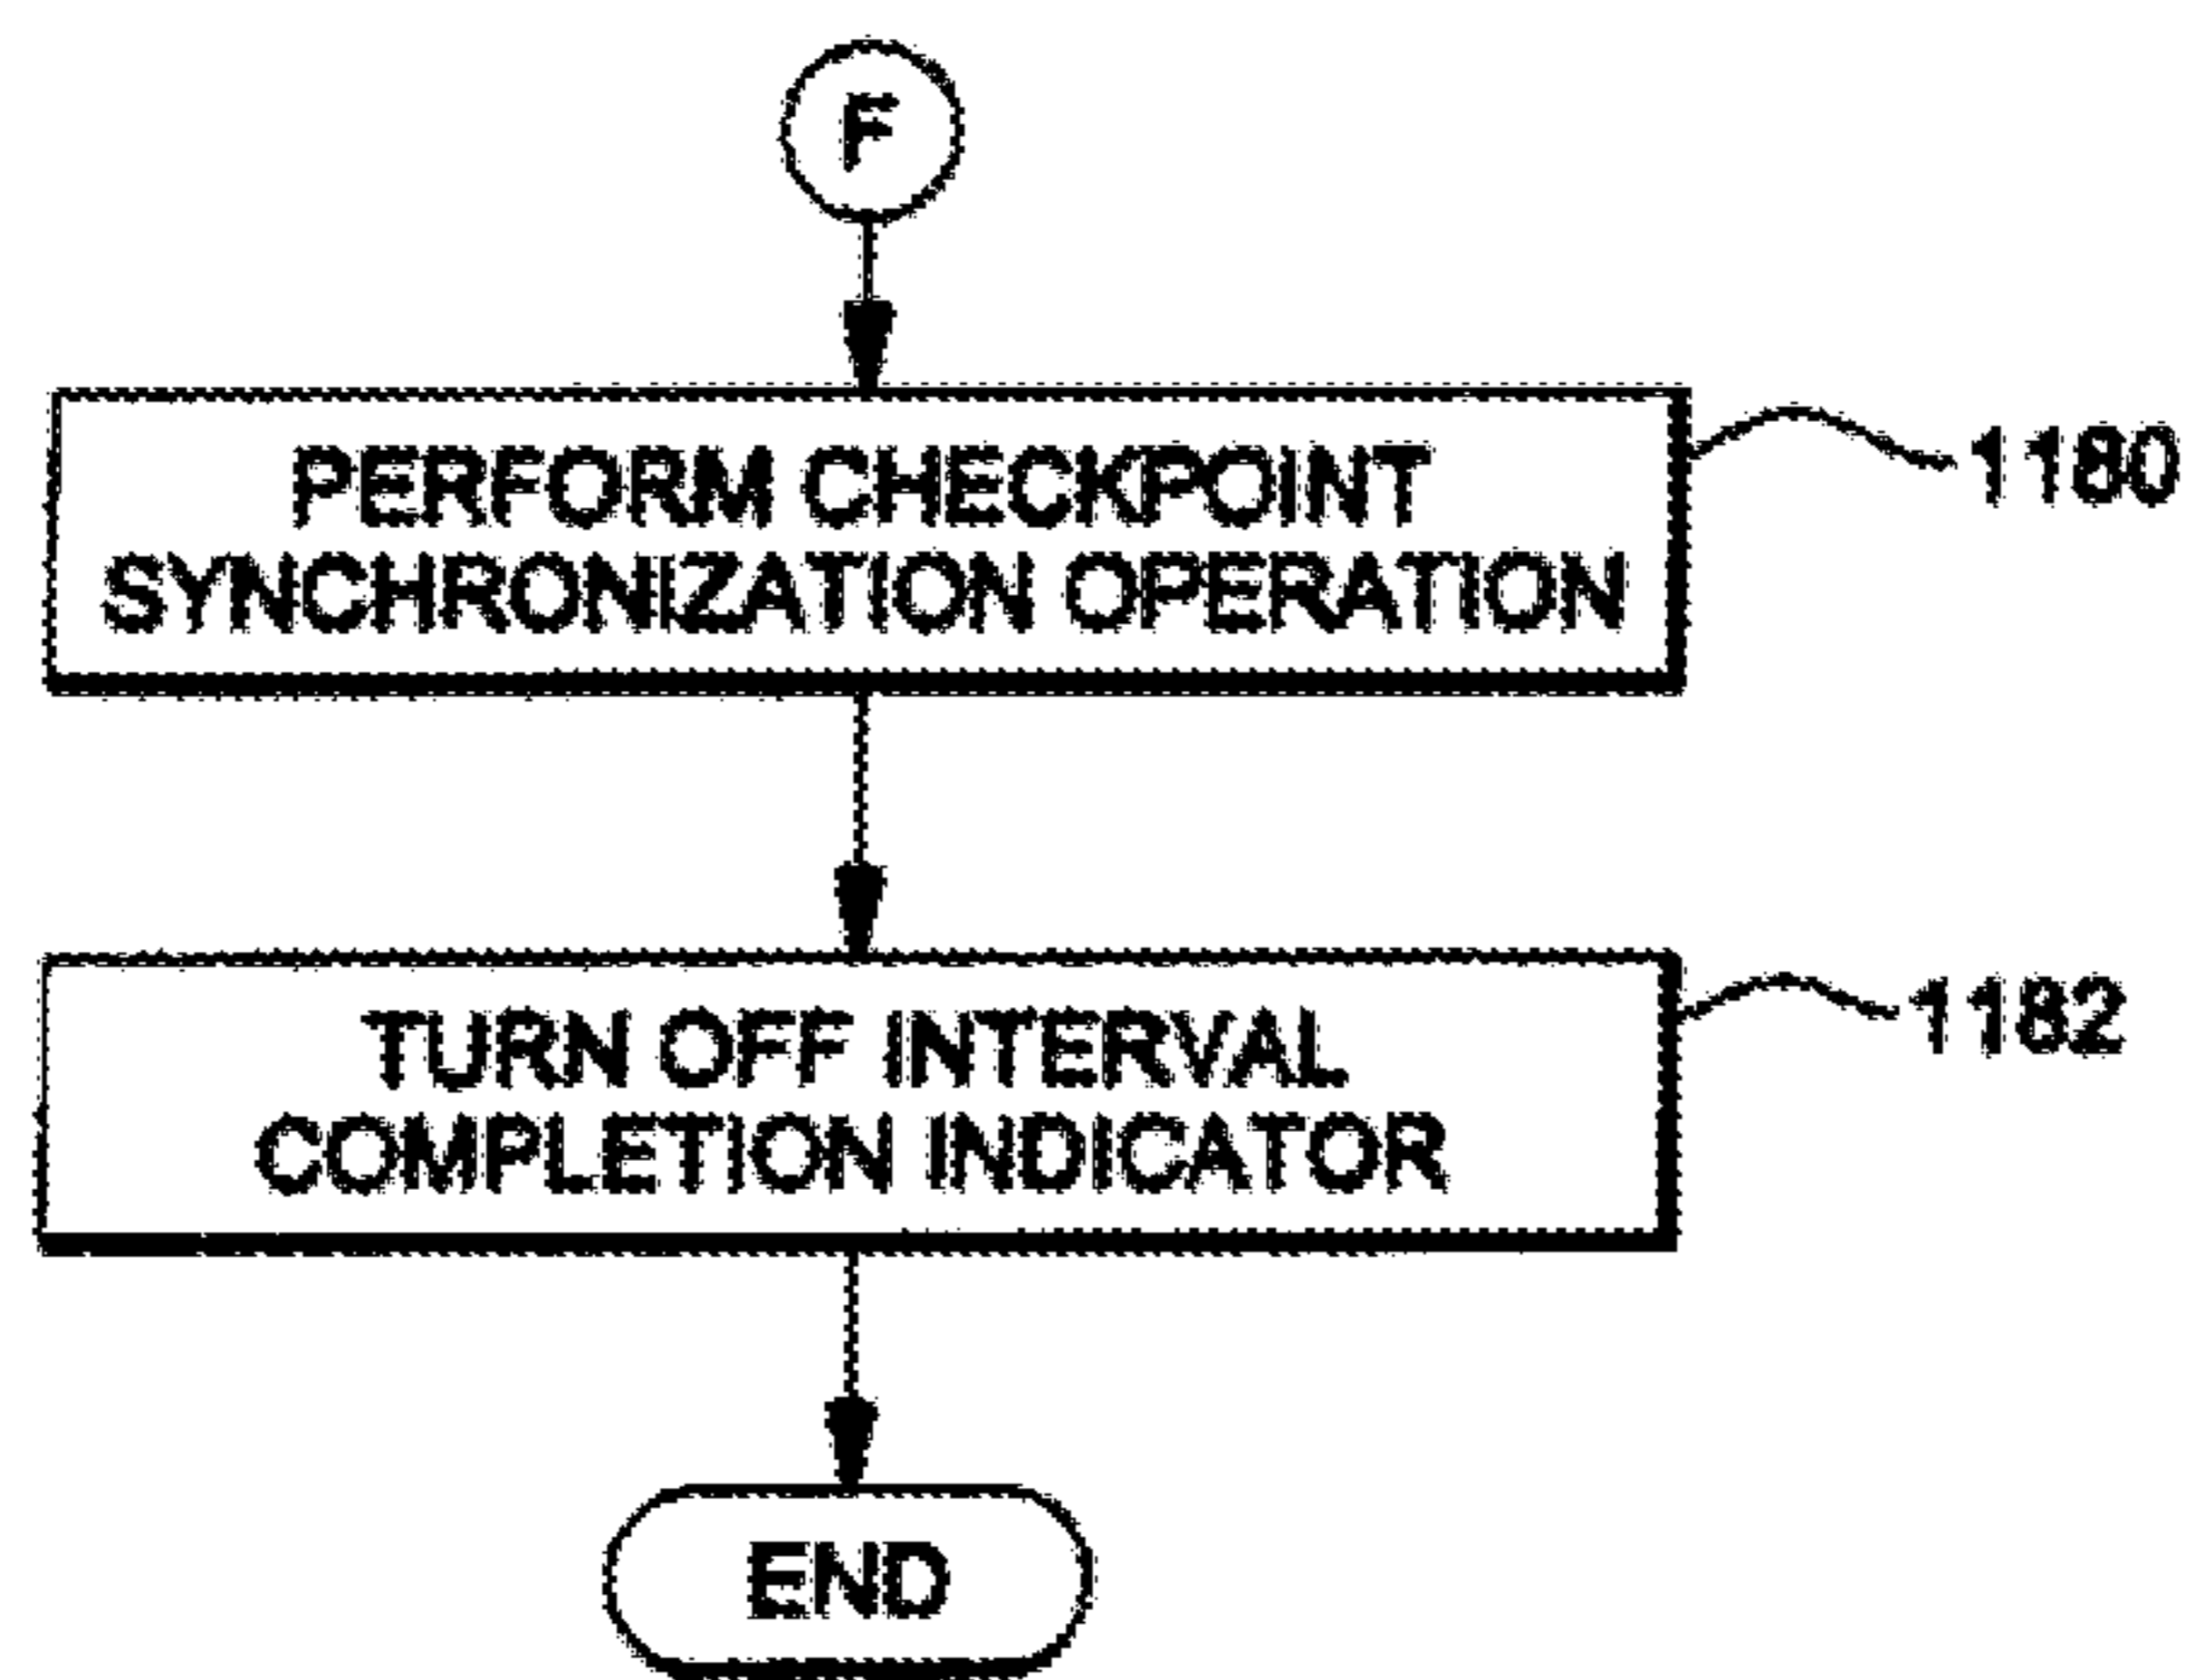 F
PERFORM CHECKPOINT
SYNCHRONIZATION OPERATION
1180
TURN OFF INTERVAL
COMPLETION INDICATOR
1182
END